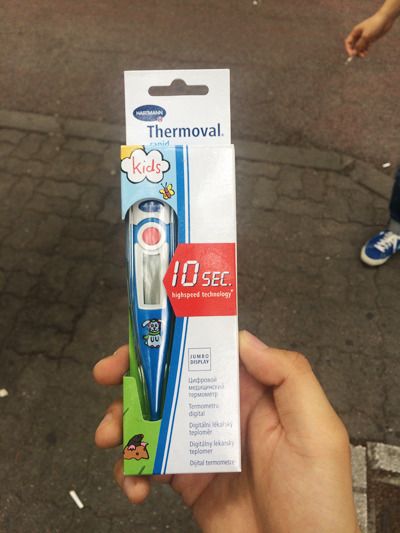 HARTMANN
Thermoval®
rapid
kids
10 SEC.
highspeed technology
JUMBO
DISPLAY
Цифровой
медицинский
термометр
Termometru
digital
Digitální lékařský
teploměr
Digitálny lekársky
teplomer
Dijital termometre